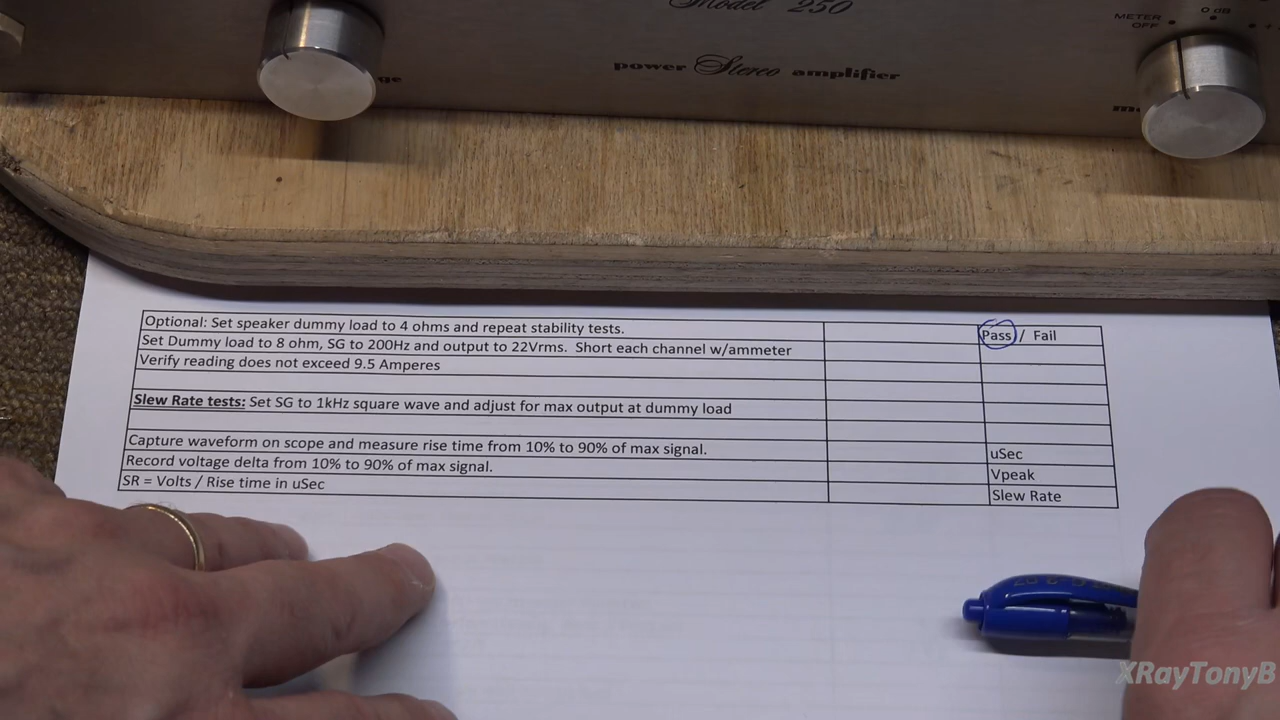 Model 250
METER
OFF
0 dB
power Stereo amplifier
Optional: Set speaker dummy load to 4 ohms and repeat stability tests.
Pass / Fail
Set Dummy load to 8 ohm, SG to 200Hz and output to 22Vrms. Short each channel w/ammeter
Verify reading does not exceed 9.5 Amperes
Slew Rate tests: Set SG to 1kHz square wave and adjust for max output at dummy load
Capture waveform on scope and measure rise time from 10% to 90% of max signal.
uSec
Record voltage delta from 10% to 90% of max signal.
Vpeak
SR = Volts / Rise time in uSec
Slew Rate
XRayTonyB